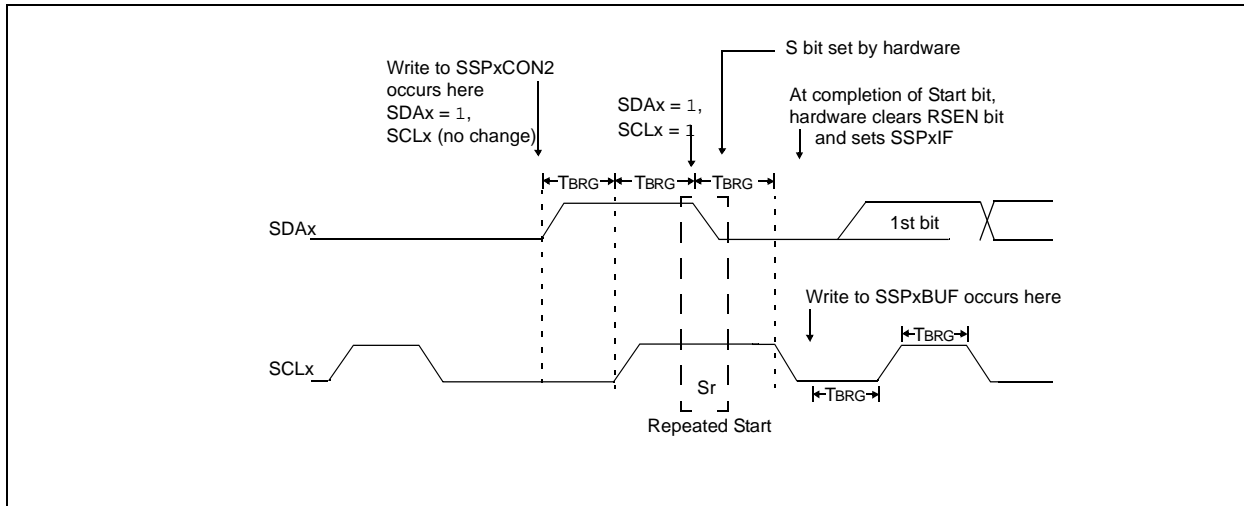 S bit set by hardware
Write to SSPxCON2
occurs here
SDAx = 1,
SCLx (no change)
SDAx = 1,
SCLx = 1
At completion of Start bit,
hardware clears RSEN bit
and sets SSPxIF
TBRG TBRG TBRG
SDAx
1st bit
Write to SSPxBUF occurs here
TBRG
SCLx
Sr
TBRG
Repeated Start